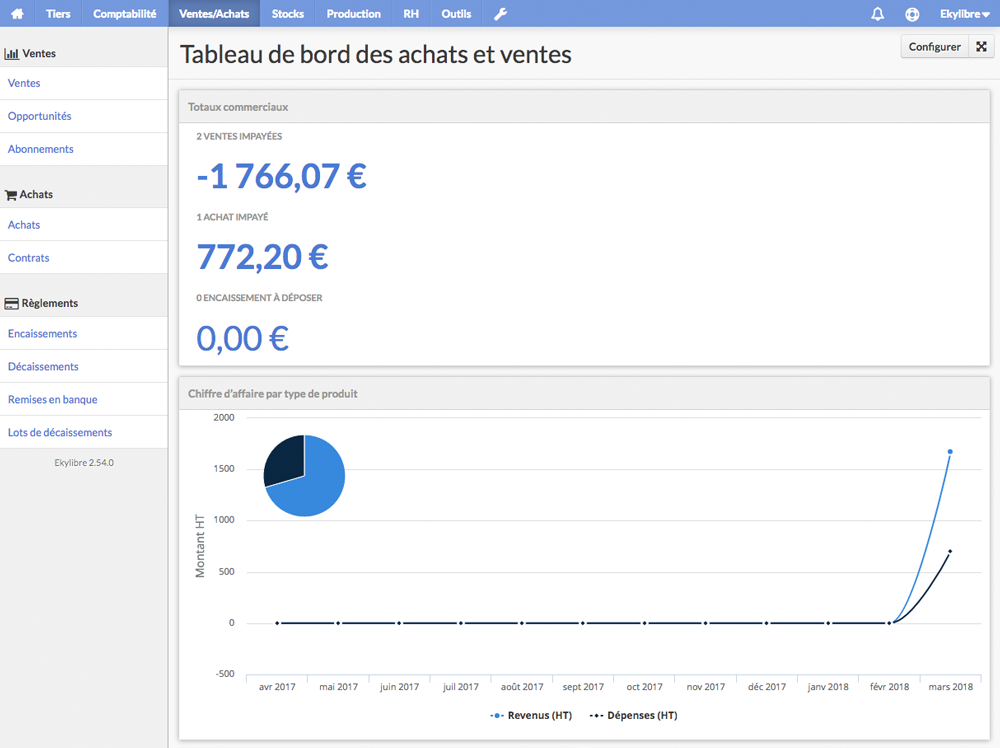 Tiers Comptabilité Ventes/Achats Stocks Production RH Outils Ekylibre
Ventes
Ventes
Opportunités
Abonnements
Achats
Achats
Contrats
Règlements
Encaissements
Décaissements
Remises en banque
Lots de décaissements
Ekylibre 2.54.0
Tableau de bord des achats et ventes
Configurer
Totaux commerciaux
2 VENTES IMPAYÉES
-1 766,07 €
1 ACHAT IMPAYÉ
772,20 €
0 ENCAISSEMENT À DÉPOSER
0,00 €
Chiffre d'affaire par type de produit
Montant HT
2000
1500
1000
500
0
-500
avr 2017 mai 2017 juin 2017 juil 2017 août 2017 sept 2017 oct 2017 nov 2017 déc 2017 janv 2018 févr 2018 mars 2018
Revenus (HT) Dépenses (HT)